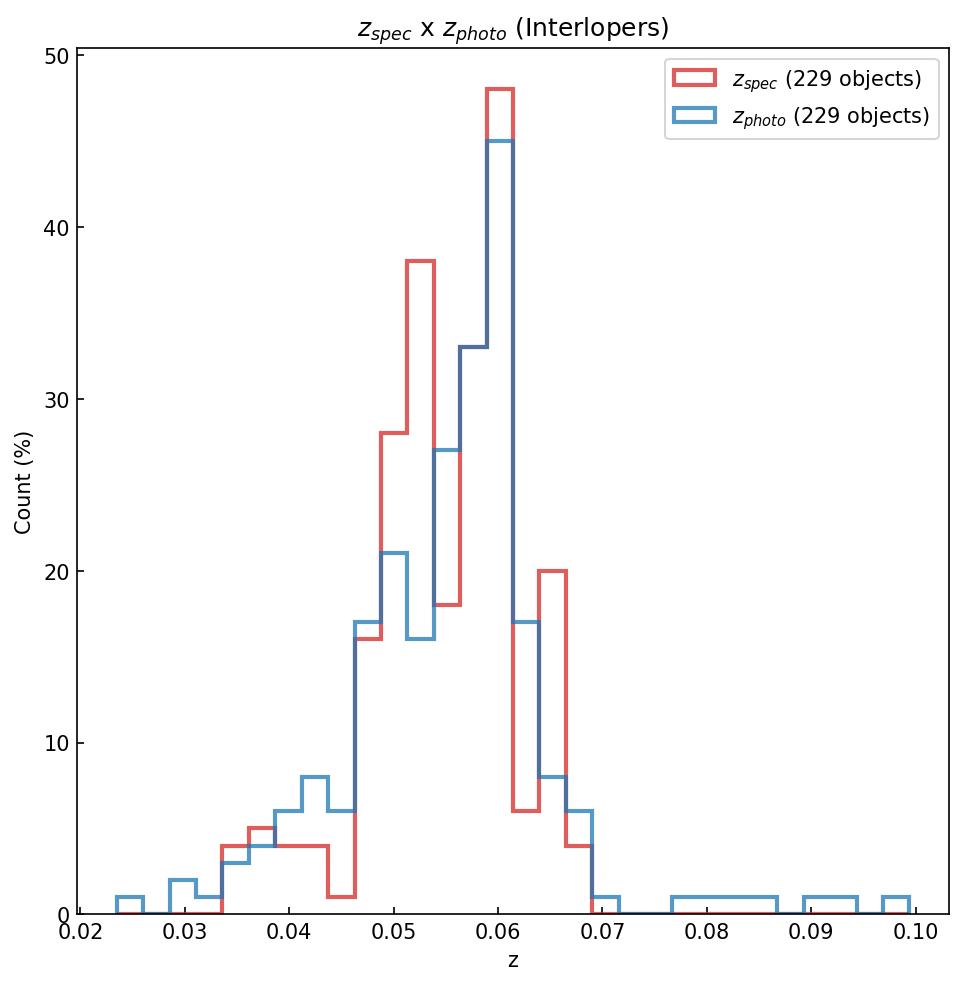 z_spec x z_photo (Interlopers)
z_spec (229 objects)
z_photo (229 objects)
Count (%)
50
40
30
20
10
0
0.02 0.03 0.04 0.05 0.06 0.07 0.08 0.09 0.10
z